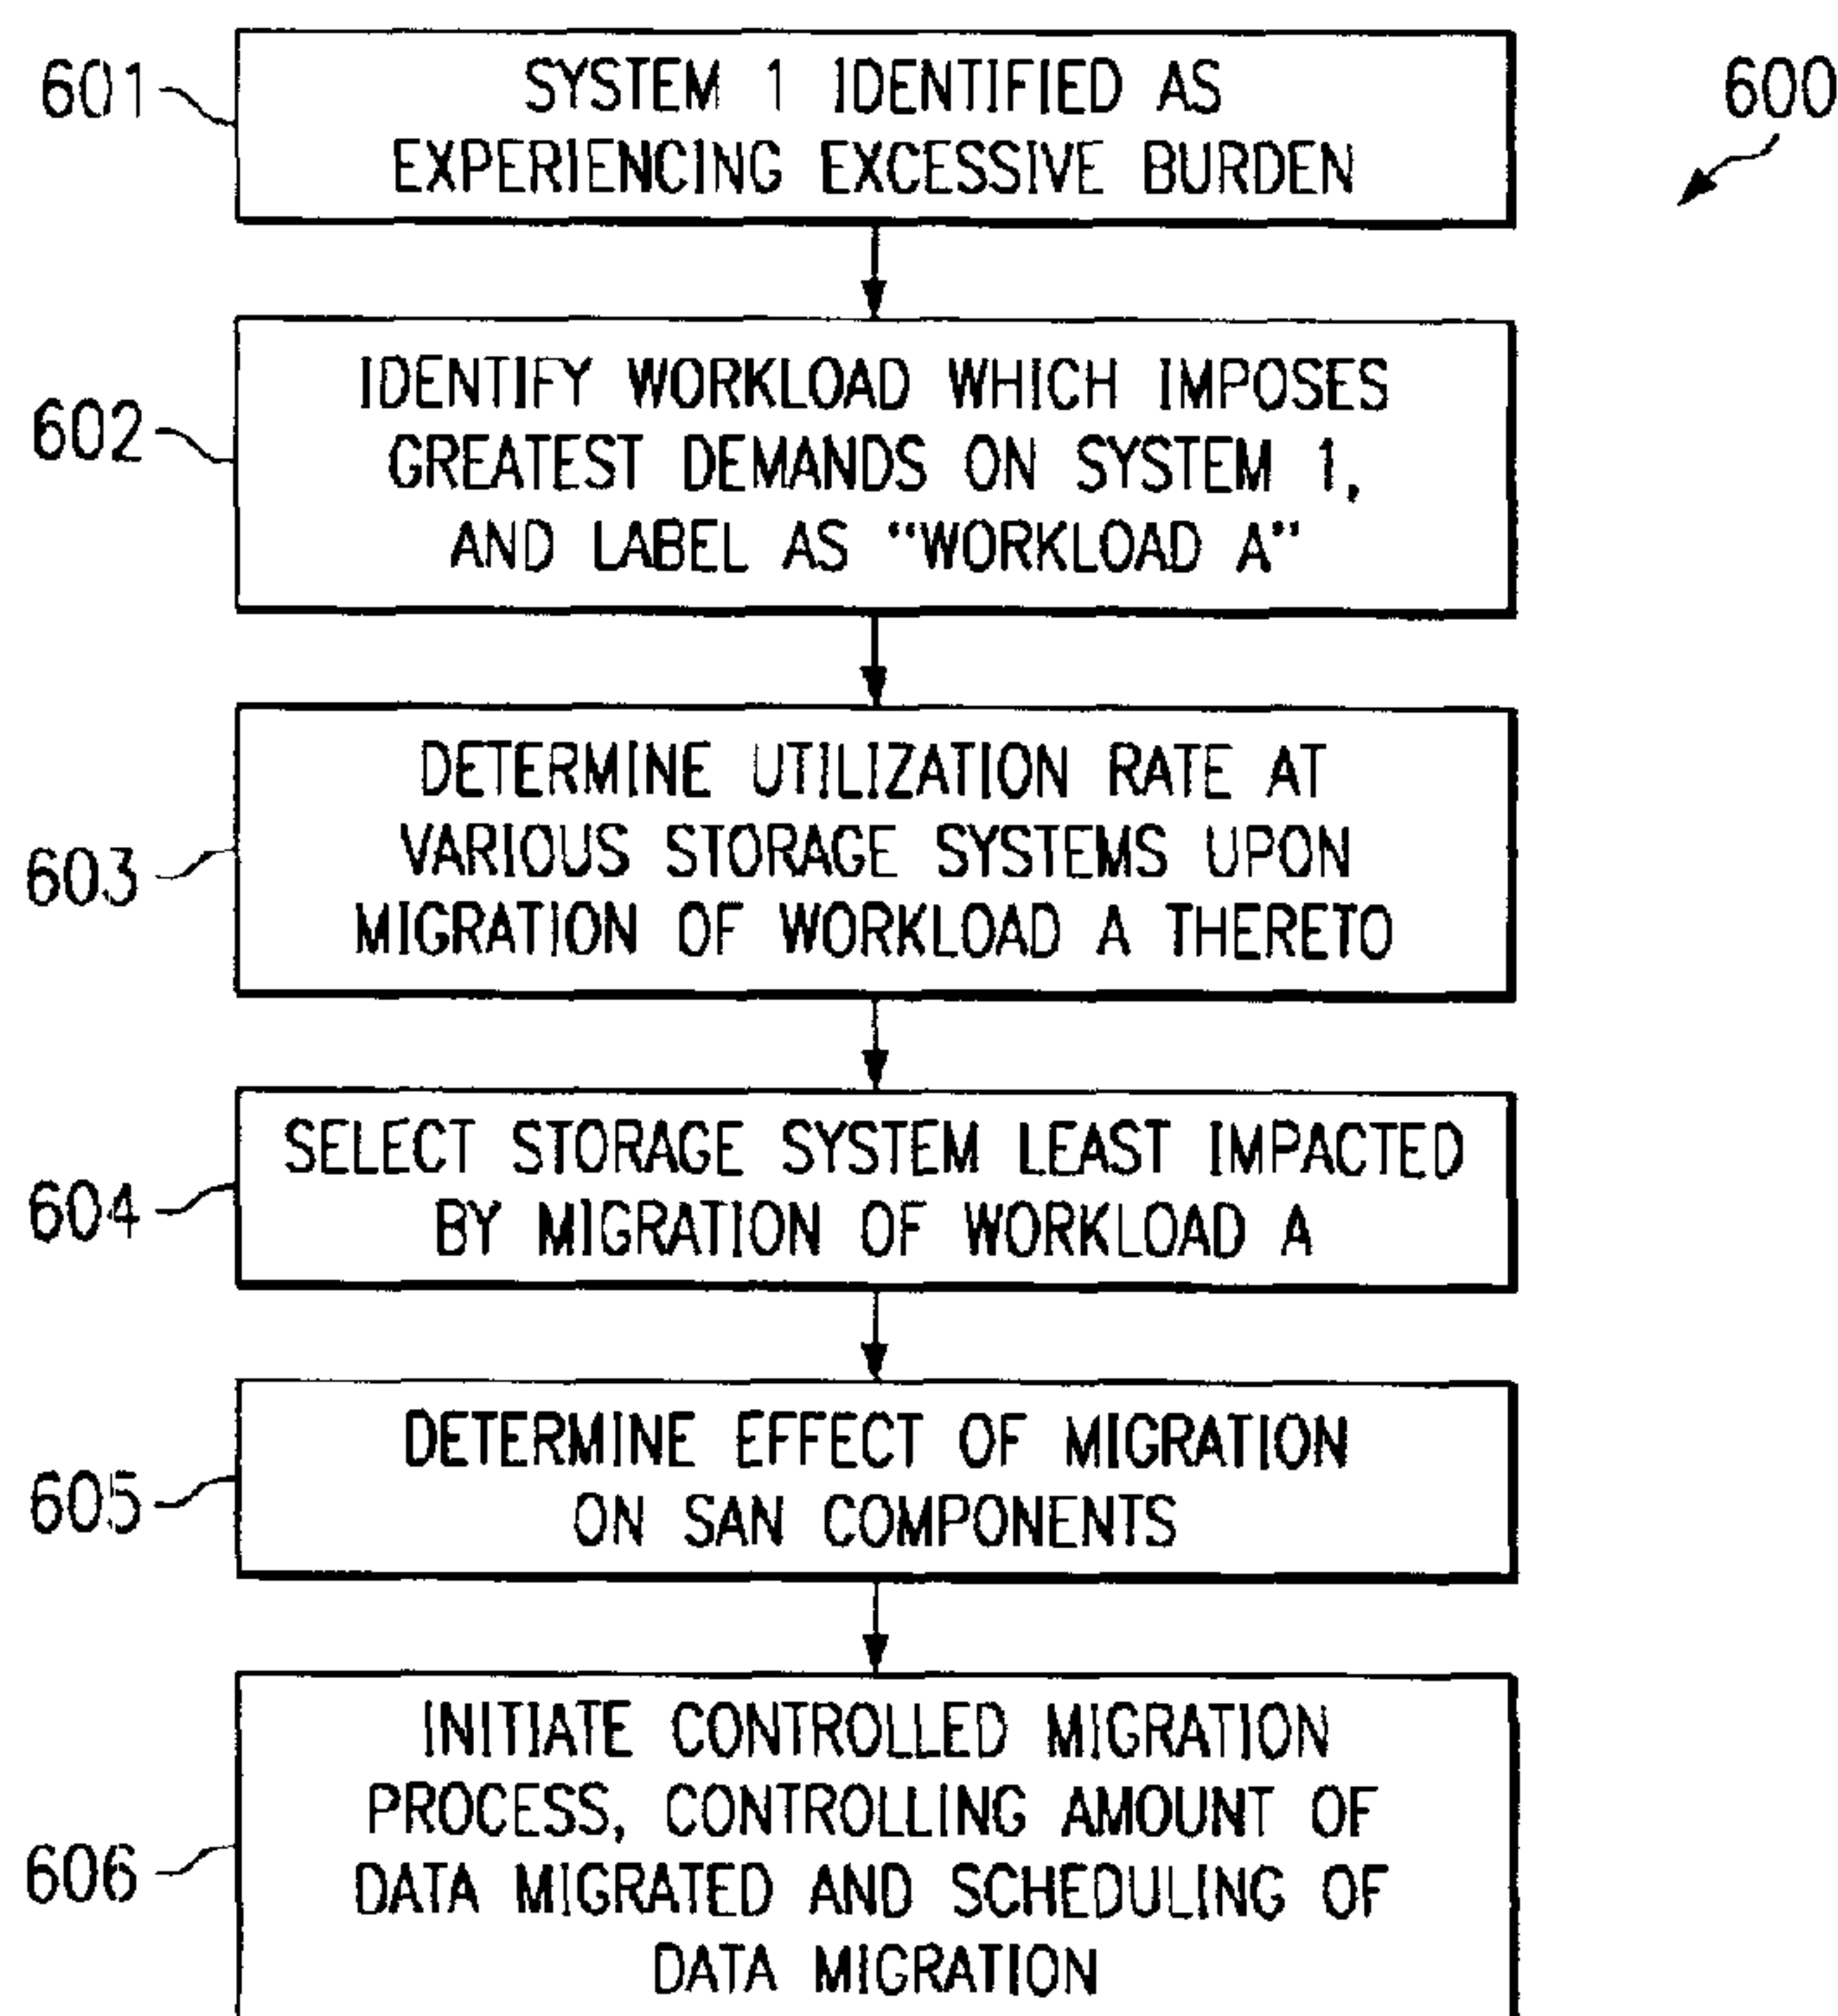 600
601
SYSTEM 1 IDENTIFIED AS
EXPERIENCING EXCESSIVE BURDEN
602
IDENTIFY WORKLOAD WHICH IMPOSES
GREATEST DEMANDS ON SYSTEM 1,
AND LABEL AS "WORKLOAD A"
603
DETERMINE UTILIZATION RATE AT
VARIOUS STORAGE SYSTEMS UPON
MIGRATION OF WORKLOAD A THERETO
604
SELECT STORAGE SYSTEM LEAST IMPACTED
BY MIGRATION OF WORKLOAD A
605
DETERMINE EFFECT OF MIGRATION
ON SAN COMPONENTS
606
INITIATE CONTROLLED MIGRATION
PROCESS, CONTROLLING AMOUNT OF
DATA MIGRATED AND SCHEDULING OF
DATA MIGRATION